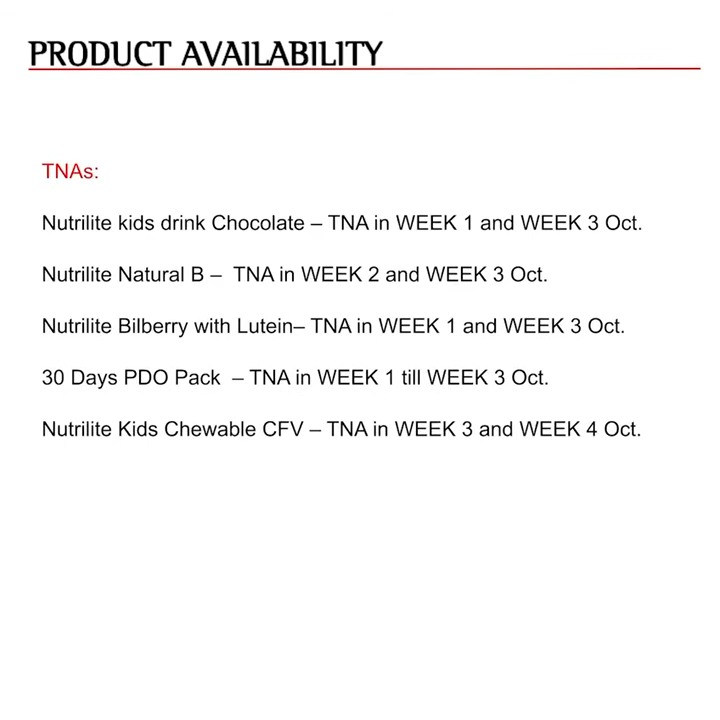 PRODUCT AVAILABILITY
TNAs:
Nutrilite kids drink Chocolate – TNA in WEEK 1 and WEEK 3 Oct.
Nutrilite Natural B –  TNA in WEEK 2 and WEEK 3 Oct.
Nutrilite Bilberry with Lutein– TNA in WEEK 1 and WEEK 3 Oct.
30 Days PDO Pack  – TNA in WEEK 1 till WEEK 3 Oct.
Nutrilite Kids Chewable CFV – TNA in WEEK 3 and WEEK 4 Oct.